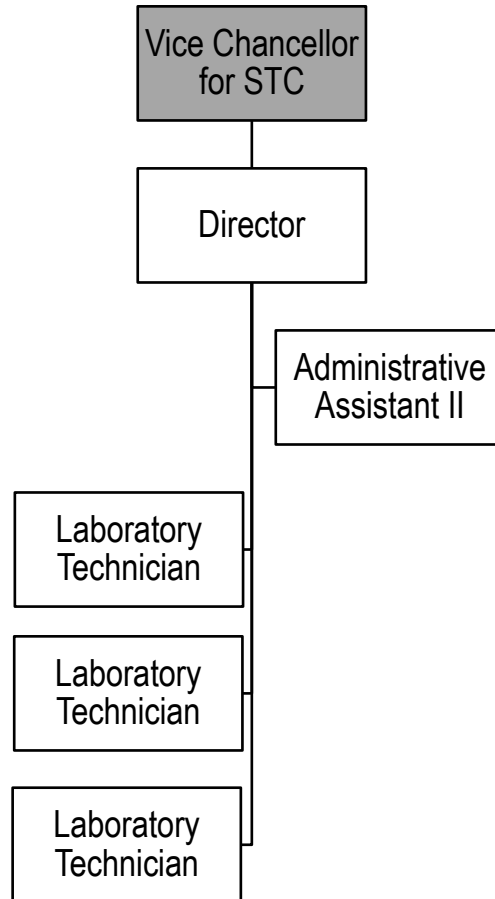 Vice Chancellor
for STC
Director
Administrative
Assistant II
Laboratory
Technician
Laboratory
Technician
Laboratory
Technician